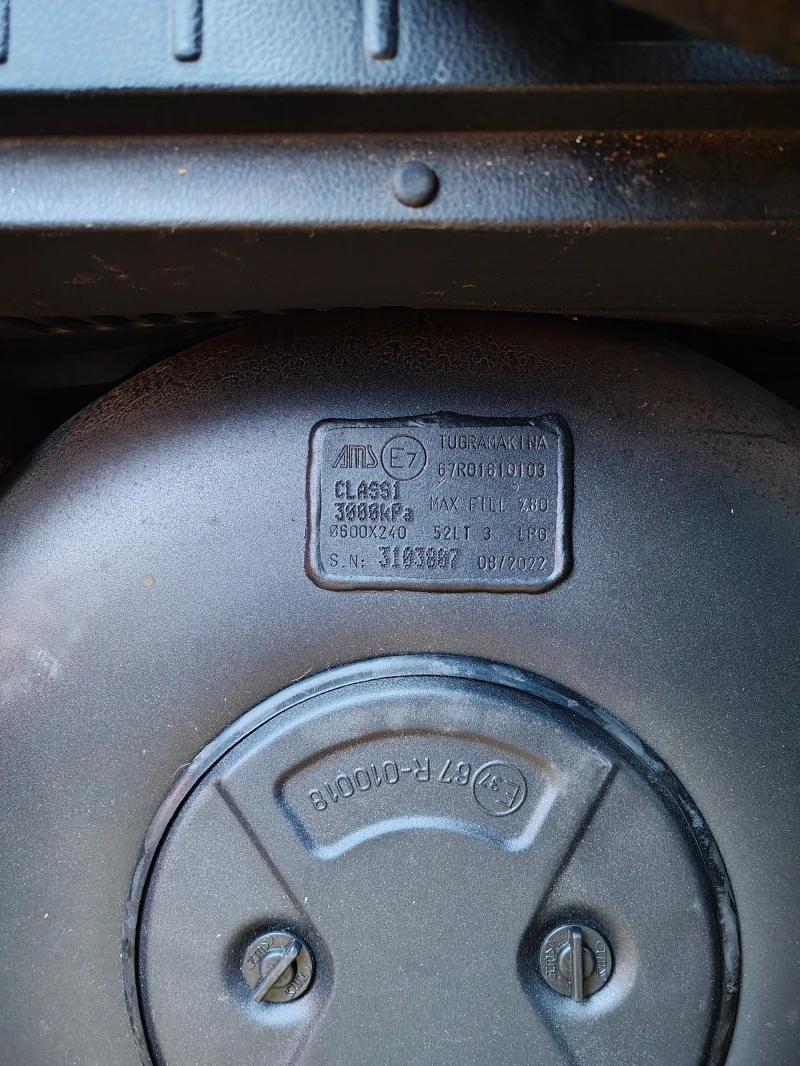 AMS E7 TUGRAMAKINA
67R01610103
CLASS1
3000kPa MAX FILL %80
Ø600X240 52LT 3 LPG
S.N: 3103807 08/2022
E37 67R-010018